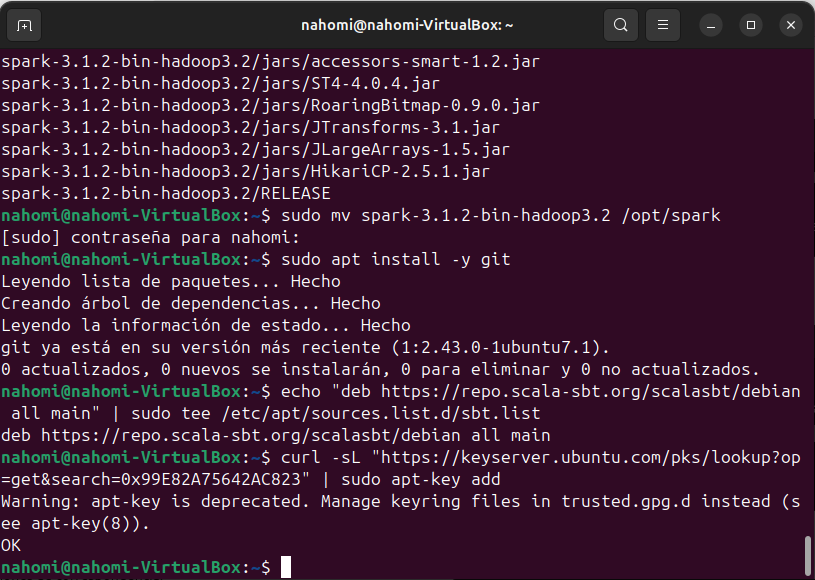 nahomi@nahomi-VirtualBox: ~
spark-3.1.2-bin-hadoop3.2/jars/accessors-smart-1.2.jar
spark-3.1.2-bin-hadoop3.2/jars/ST4-4.0.4.jar
spark-3.1.2-bin-hadoop3.2/jars/RoaringBitmap-0.9.0.jar
spark-3.1.2-bin-hadoop3.2/jars/JTransforms-3.1.jar
spark-3.1.2-bin-hadoop3.2/jars/JLargeArrays-1.5.jar
spark-3.1.2-bin-hadoop3.2/jars/HikariCP-2.5.1.jar
spark-3.1.2-bin-hadoop3.2/RELEASE
nahomi@nahomi-VirtualBox:~$ sudo mv spark-3.1.2-bin-hadoop3.2 /opt/spark
[sudo] contraseña para nahomi:
nahomi@nahomi-VirtualBox:~$ sudo apt install -y git
Leyendo lista de paquetes... Hecho
Creando árbol de dependencias... Hecho
Leyendo la información de estado... Hecho
git ya está en su versión más reciente (1:2.43.0-1ubuntu7.1).
0 actualizados, 0 nuevos se instalarán, 0 para eliminar y 0 no actualizados.
nahomi@nahomi-VirtualBox:~$ echo "deb https://repo.scala-sbt.org/scalasbt/debian
 all main" | sudo tee /etc/apt/sources.list.d/sbt.list
deb https://repo.scala-sbt.org/scalasbt/debian all main
nahomi@nahomi-VirtualBox:~$ curl -sL "https://keyserver.ubuntu.com/pks/lookup?op
=get&search=0x99E82A75642AC823" | sudo apt-key add
Warning: apt-key is deprecated. Manage keyring files in trusted.gpg.d instead (s
ee apt-key(8)).
OK
nahomi@nahomi-VirtualBox:~$